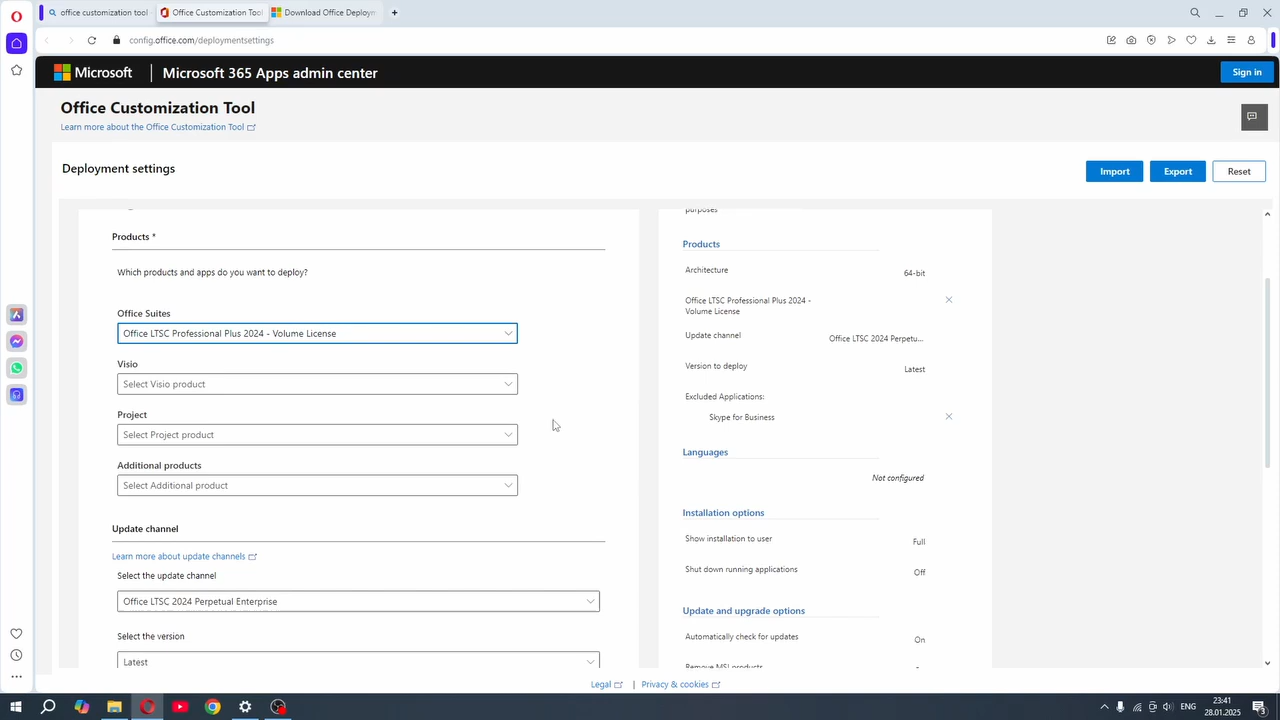 office customization tool
Office Customization Tool
Download Office Deploym
config.office.com/deploymentsettings
Microsoft
Microsoft 365 Apps admin center
Sign in
Office Customization Tool
Learn more about the Office Customization Tool
Deployment settings
Import
Export
Reset
Products *
Which products and apps do you want to deploy?
Office Suites
Office LTSC Professional Plus 2024 - Volume License
Visio
Select Visio product
Project
Select Project product
Additional products
Select Additional product
Update channel
Learn more about update channels
Select the update channel
Office LTSC 2024 Perpetual Enterprise
Select the version
Latest
purposes
Products
Architecture
64-bit
Office LTSC Professional Plus 2024 -
Volume License
Update channel
Office LTSC 2024 Perpetu...
Version to deploy
Latest
Excluded Applications:
Skype for Business
Languages
Not configured
Installation options
Show installation to user
Full
Shut down running applications
Off
Update and upgrade options
Automatically check for updates
On
Remove MSI products
Legal
|
Privacy & cookies
ENG
23:41
28.01.2025
3